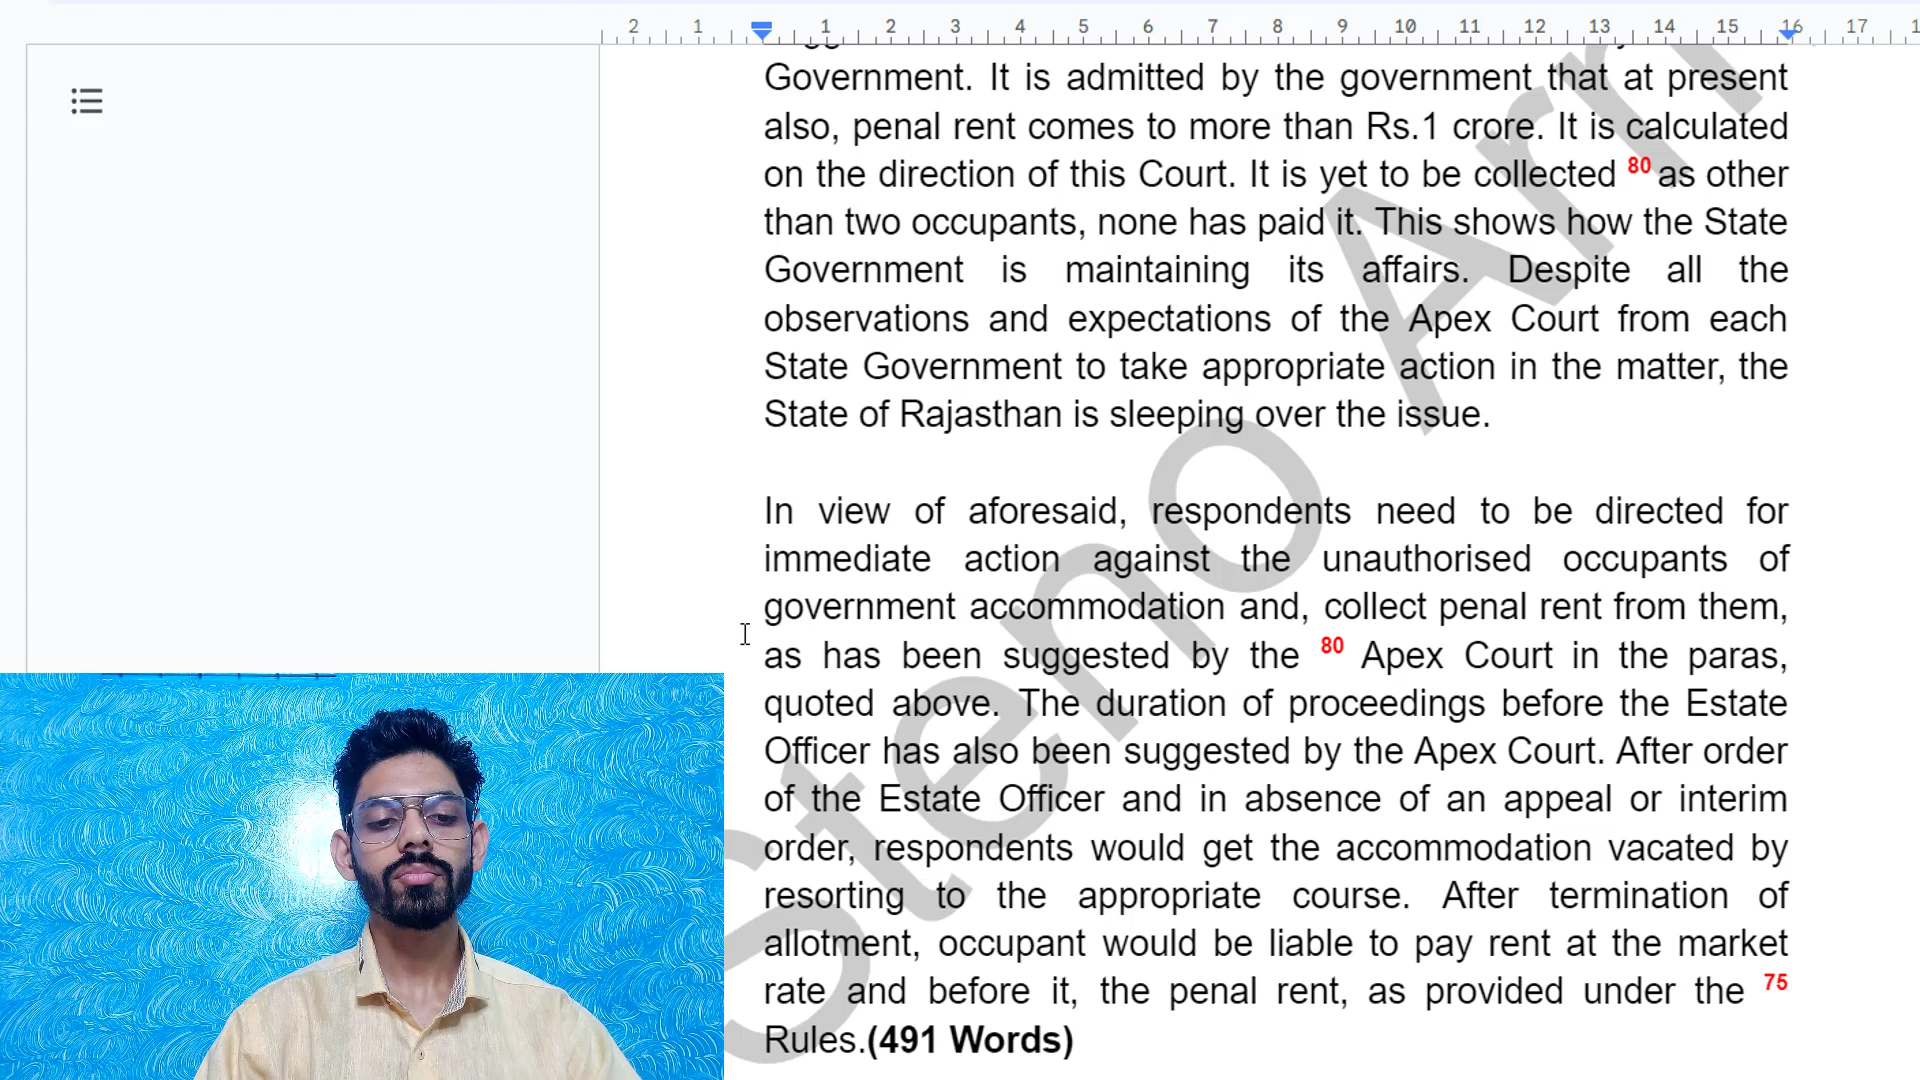 2 1 1 2 3 4 5 6 7 8 9 10 11 12 13 14 15 16 17
Government. It is admitted by the government that at present
also, penal rent comes to more than Rs.1 crore. It is calculated
on the direction of this Court. It is yet to be collected 80 as other
than two occupants, none has paid it. This shows how the State
Government is maintaining its affairs. Despite all the
observations and expectations of the Apex Court from each
State Government to take appropriate action in the matter, the
State of Rajasthan is sleeping over the issue.
In view of aforesaid, respondents need to be directed for
immediate action against the unauthorised occupants of
government accommodation and, collect penal rent from them,
as has been suggested by the 80 Apex Court in the paras,
quoted above. The duration of proceedings before the Estate
Officer has also been suggested by the Apex Court. After order
of the Estate Officer and in absence of an appeal or interim
order, respondents would get the accommodation vacated by
resorting to the appropriate course. After termination of
allotment, occupant would be liable to pay rent at the market
rate and before it, the penal rent, as provided under the 75
Rules.(491 Words)
Steno